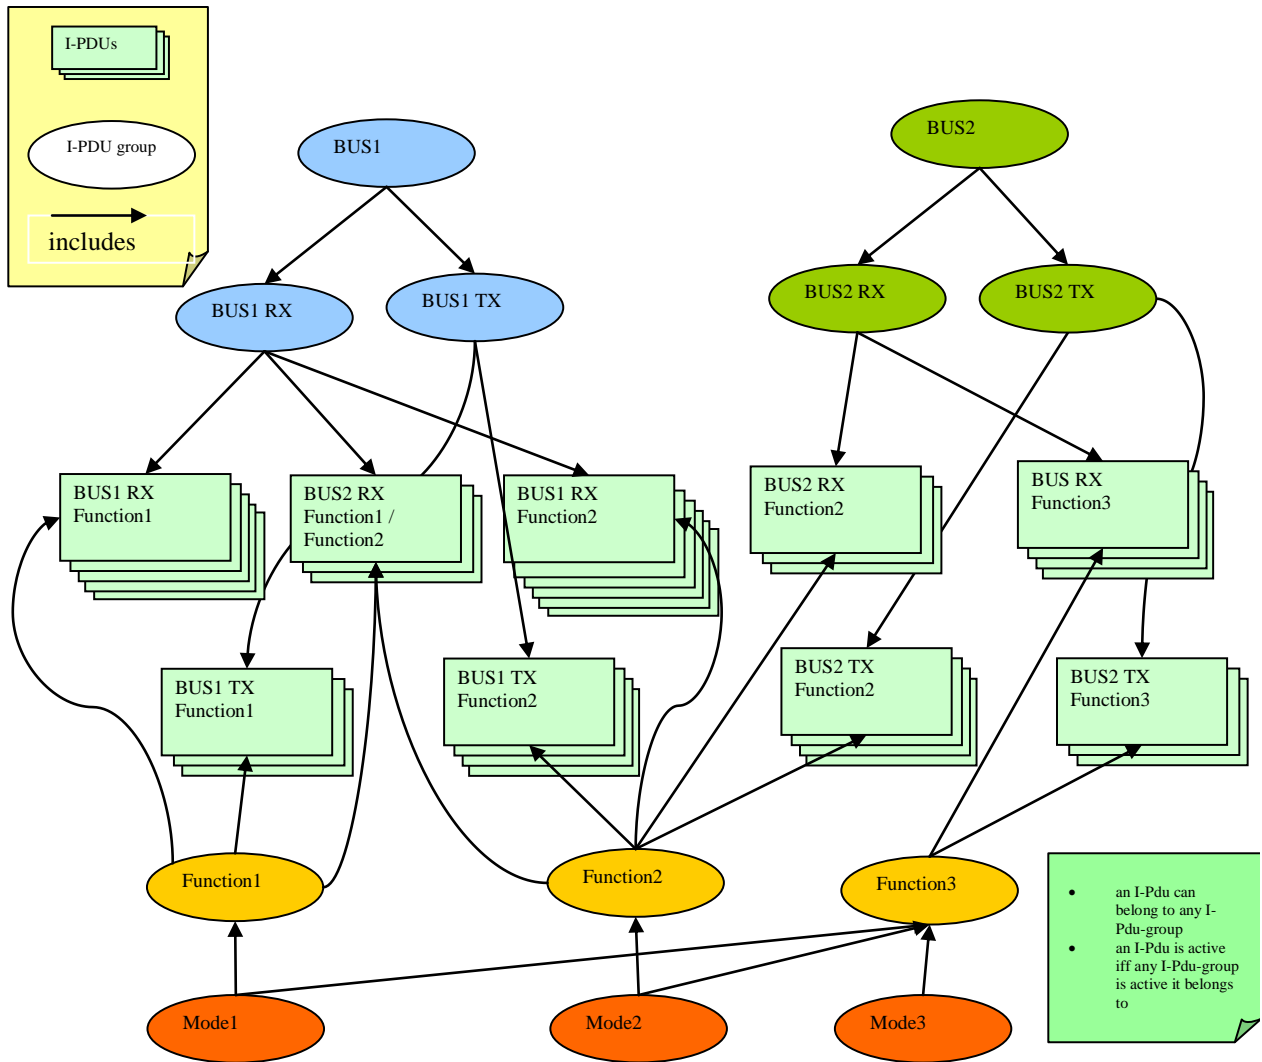 I-PDUs
I-PDU group
includes
BUS1
BUS2
BUS1 RX
BUS1 TX
BUS2 RX
BUS2 TX
BUS1 RX
Function1
BUS2 RX
Function1 /
Function2
BUS1 RX
Function2
BUS2 RX
Function2
BUS RX
Function3
BUS1 TX
Function1
BUS1 TX
Function2
BUS2 TX
Function2
BUS2 TX
Function3
Function1
Function2
Function3
• an I-Pdu can
belong to any I-
Pdu-group
• an I-Pdu is active
iff any I-Pdu-group
is active it belongs
to
Mode1
Mode2
Mode3